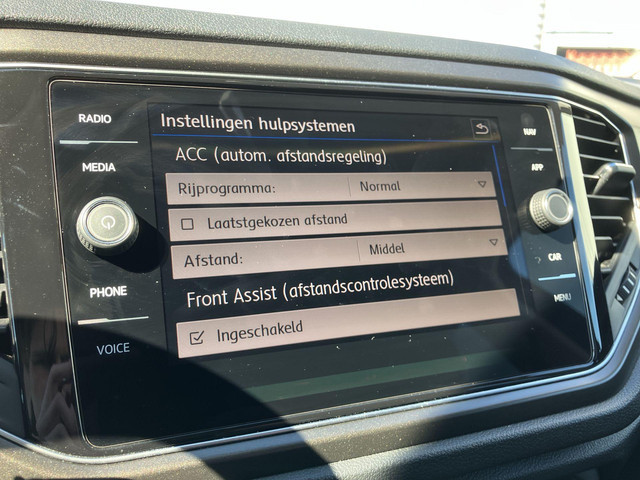 RADIO
MEDIA
PHONE
VOICE
Instellingen hulpsystemen
ACC (autom. afstandsregeling)
Rijprogramma: Normal
Laatstgekozen afstand
Afstand: Middel
Front Assist (afstandscontrolesysteem)
Ingeschakeld
NAV
APP
CAR
MENU